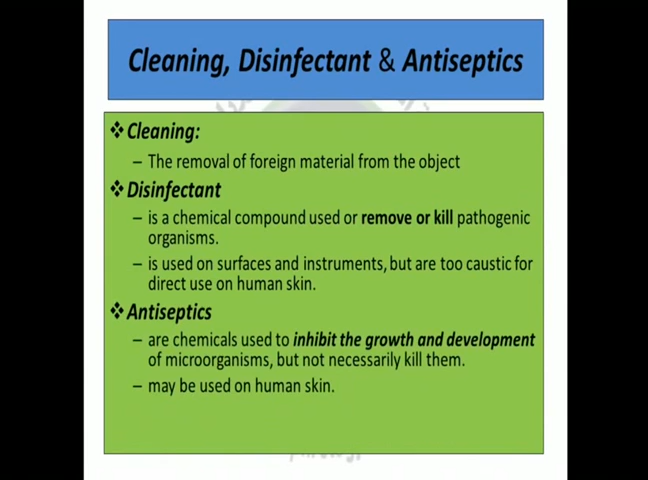 Cleaning, Disinfectant & Antiseptics
❖Cleaning:
– The removal of foreign material from the object
❖Disinfectant
– is a chemical compound used or remove or kill pathogenic
organisms.
– is used on surfaces and instruments, but are too caustic for
direct use on human skin.
❖Antiseptics
– are chemicals used to inhibit the growth and development
of microorganisms, but not necessarily kill them.
– may be used on human skin.